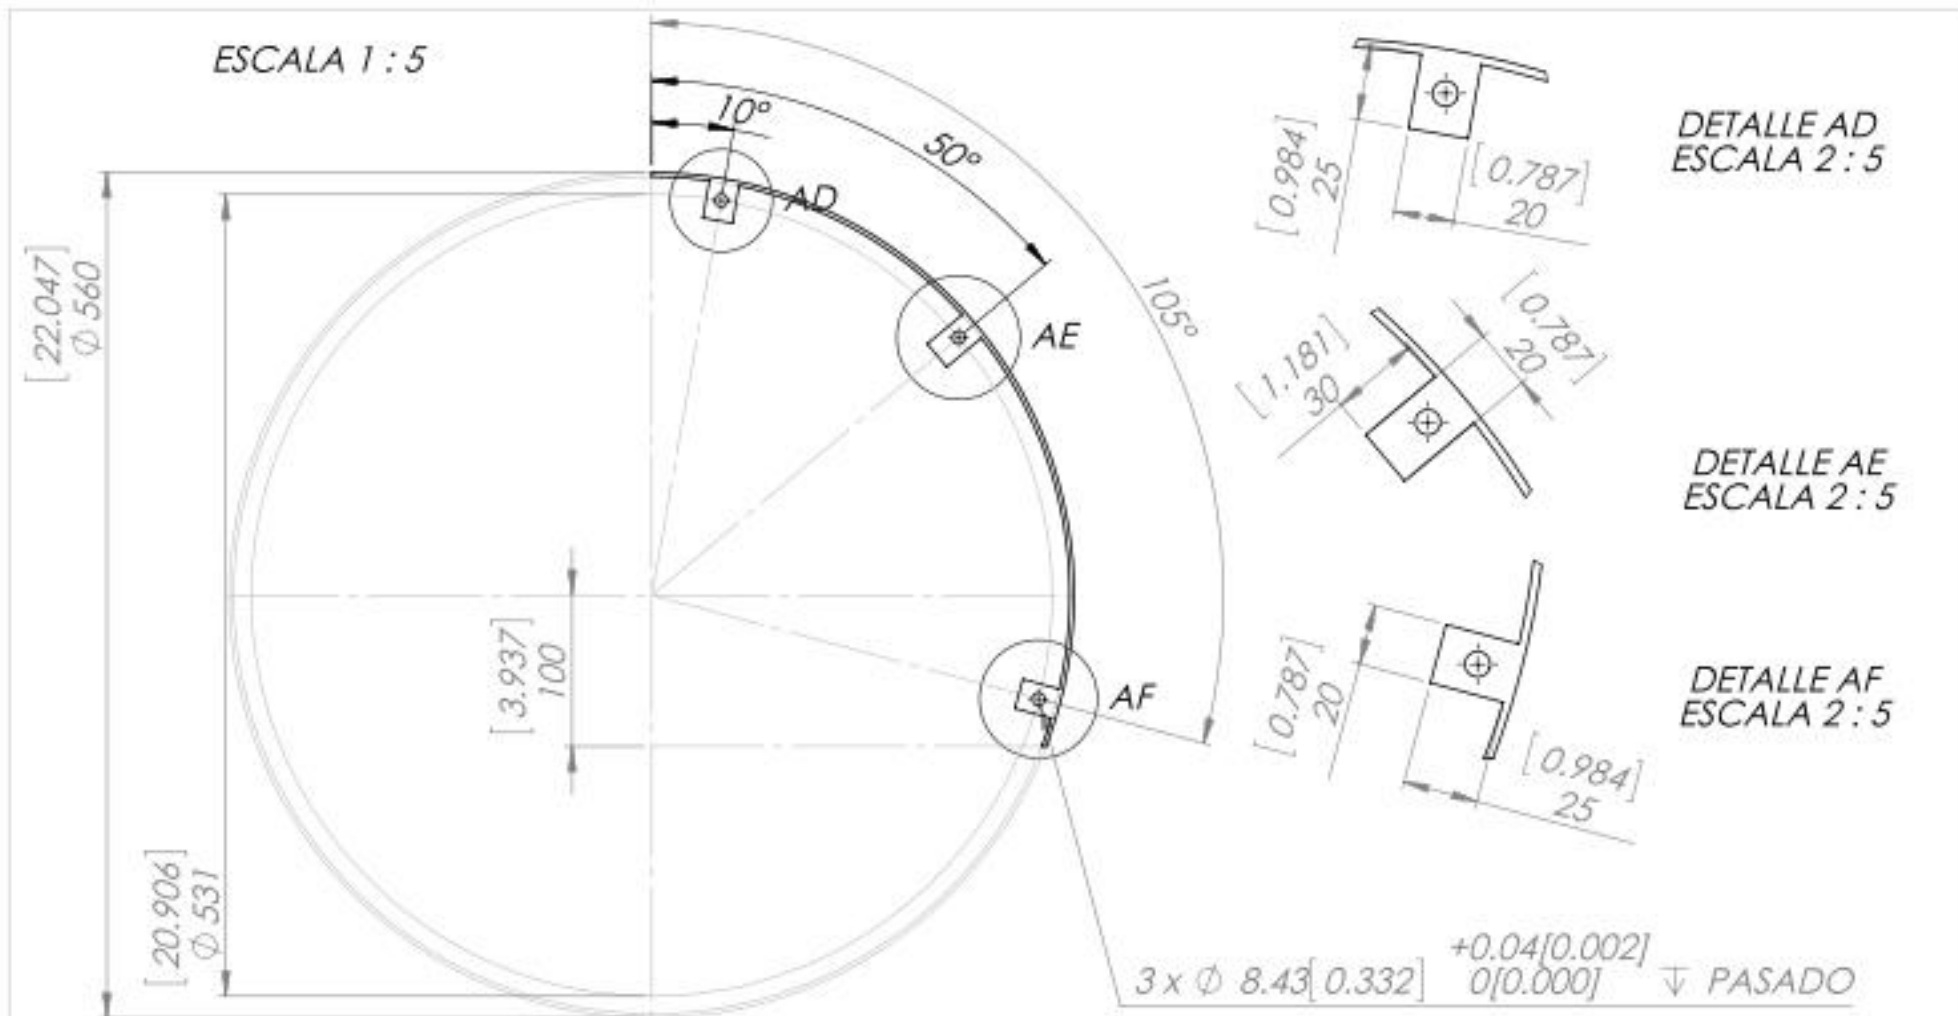 ESCALA 1 : 5
10°
50°
105°
AD
AE
AF
[22.047]
∅ 560
[20.906]
∅ 531
[3.937]
100
[0.984]
25
[0.787]
20
DETALLE AD
ESCALA 2 : 5
[1.181]
30
[0.787]
20
DETALLE AE
ESCALA 2 : 5
[0.787]
20
[0.984]
25
DETALLE AF
ESCALA 2 : 5
+0.04[0.002]
3 x ∅ 8.43[0.332] 0[0.000] ↧ PASADO